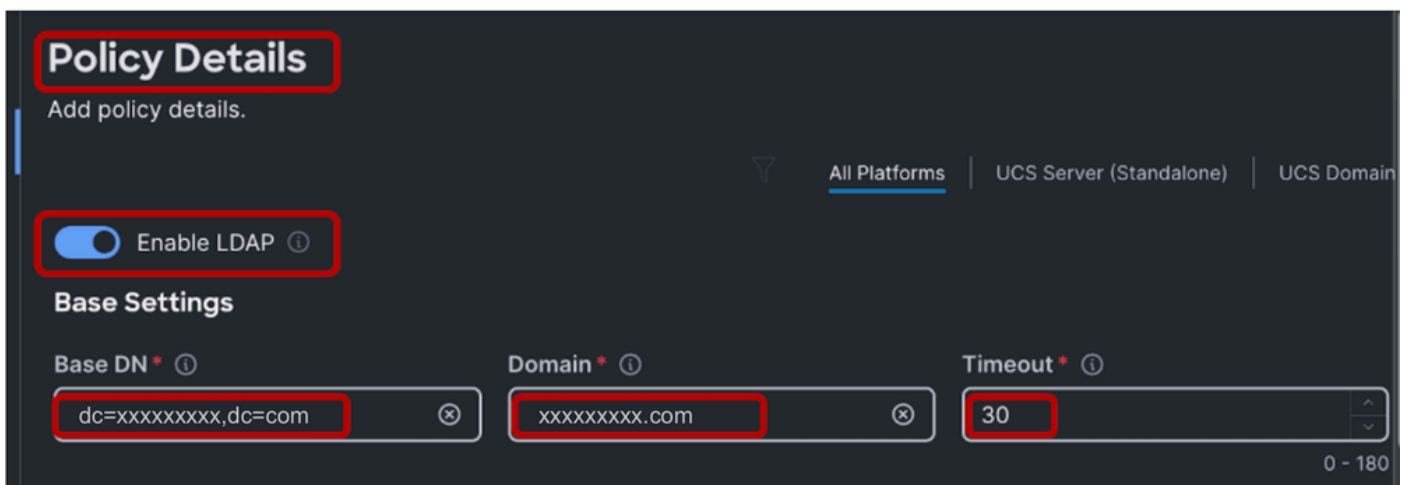 Policy Details
Add policy details.
All Platforms UCS Server (Standalone) UCS Domain
Enable LDAP
Base Settings
Base DN * Domain * Timeout *
dc=xxxxxxxxx,dc=com xxxxxxxxx.com 30
0 - 180